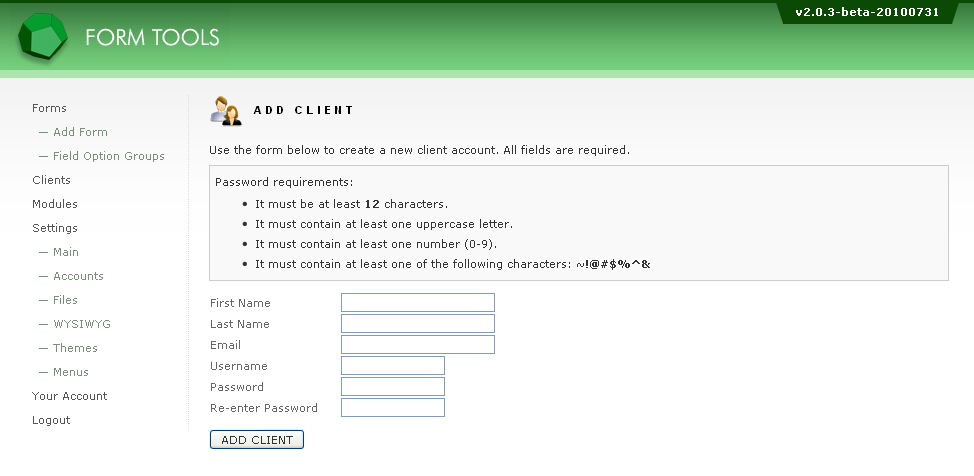 v2.0.3-beta-20100731
FORM TOOLS
Forms
— Add Form
— Field Option Groups
Clients
Modules
Settings
— Main
— Accounts
— Files
— WYSIWYG
— Themes
— Menus
Your Account
Logout
ADD CLIENT
Use the form below to create a new client account. All fields are required.
Password requirements:
• It must be at least 12 characters.
• It must contain at least one uppercase letter.
• It must contain at least one number (0-9).
• It must contain at least one of the following characters: ~!@#$%^&
First Name
Last Name
Email
Username
Password
Re-enter Password
ADD CLIENT